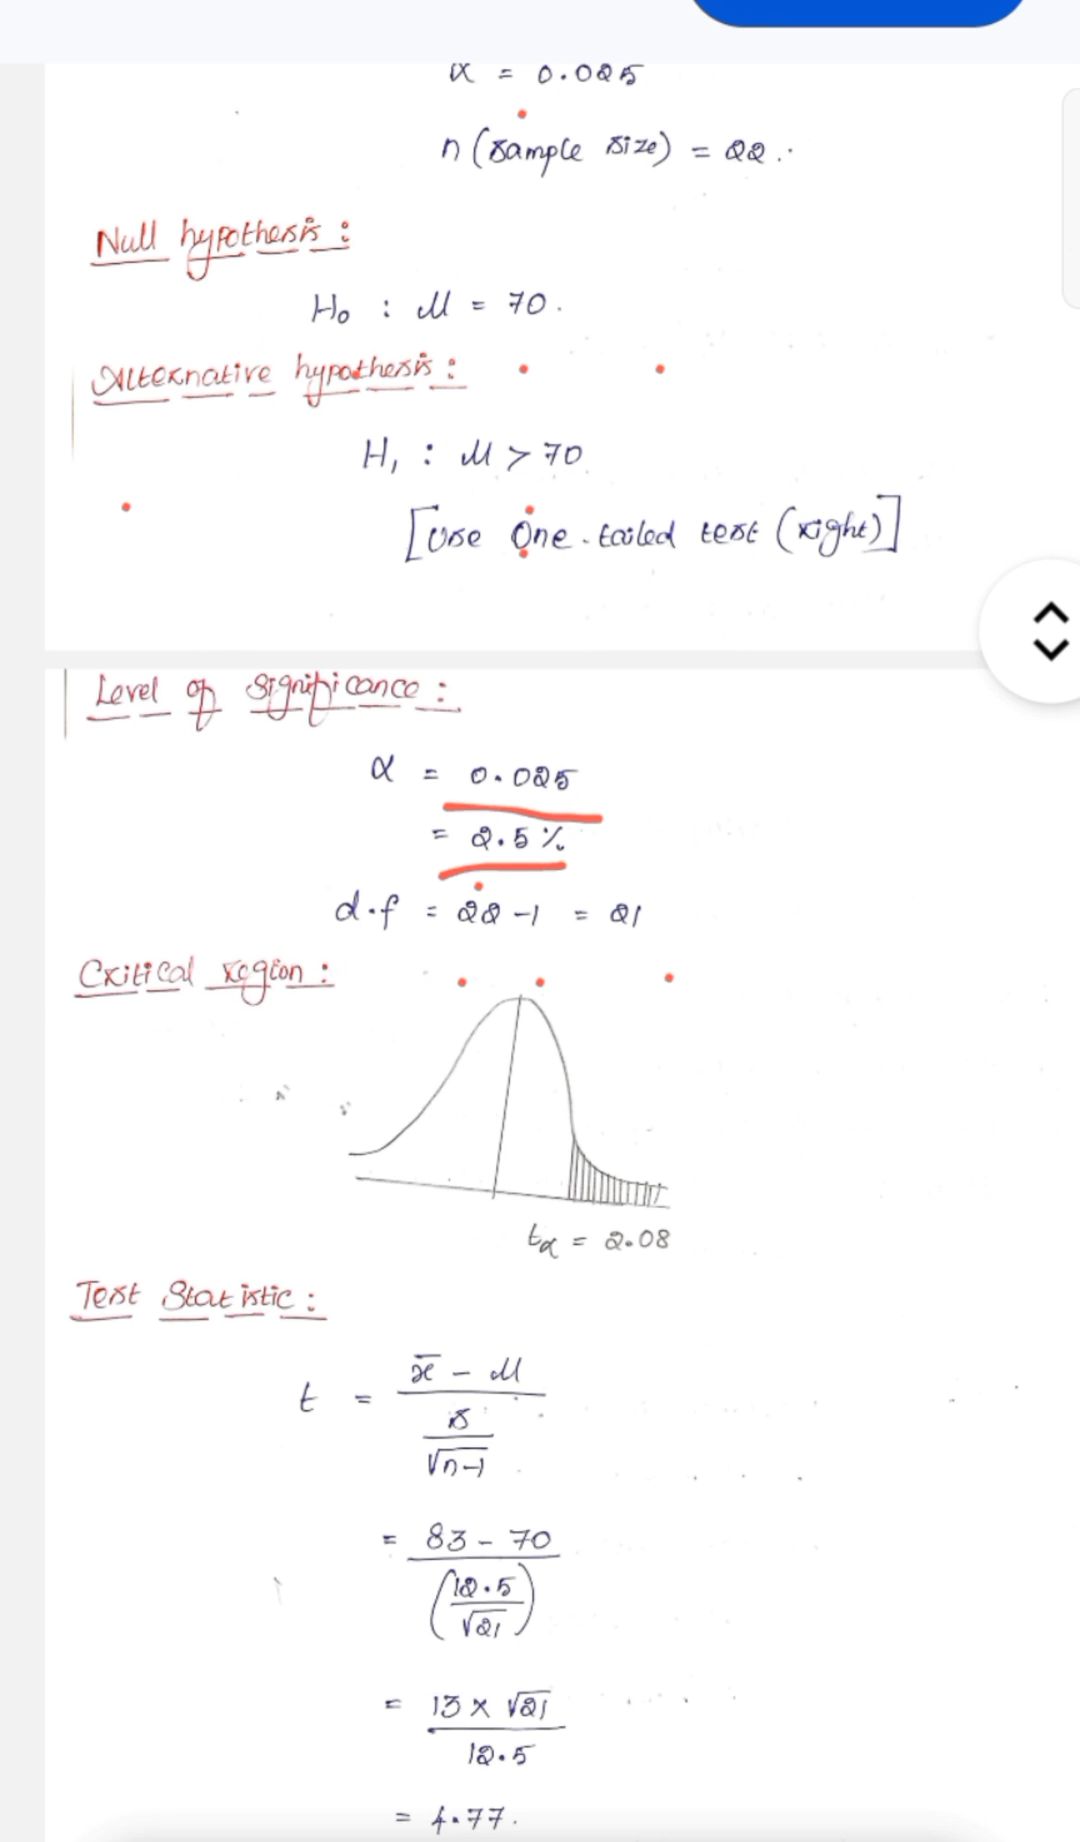 α = 0.025
n (sample size) = 22.
Null hypothesis :
H₀ : μ = 70.
Alternative hypothesis :
H₁ : μ > 70
[use one-tailed test (right)]
Level of significance :
α = 0.025
= 2.5 %
d.f = 22 - 1 = 21
Critical region :
tα = 2.08
Test Statistic :
t = (x̄ - μ) / (s / √n-1)
= 83 - 70 / (12.5 / √21)
= 13 × √21 / 12.5
= 4.77.